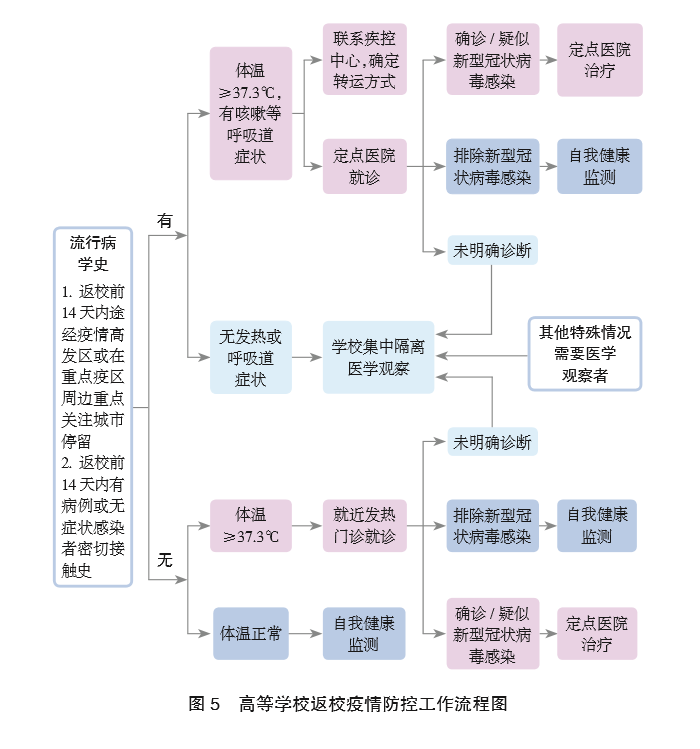 流行病
学史
1. 返校前
14天内途
经疫情高
发区或在
重点疫区
周边重点
关注城市
停留
2. 返校前
14天内有
病例或无
症状感染
者密切接
触史
有
体温
≥37.3℃,
有咳嗽等
呼吸道
症状
联系疾控
中心,确定
转运方式
定点医院
就诊
确诊/疑似
新型冠状病
毒感染
定点医院
治疗
排除新型冠
状病毒感染
自我健康
监测
未明确诊断
无发热或
呼吸道
症状
学校集中隔离
医学观察
其他特殊情况
需要医学
观察者
无
体温
≥37.3℃
就近发热
门诊就诊
未明确诊断
排除新型冠
状病毒感染
自我健康
监测
确诊/疑似
新型冠状病
毒感染
定点医院
治疗
体温正常
自我健康
监测
图5 高等学校返校疫情防控工作流程图